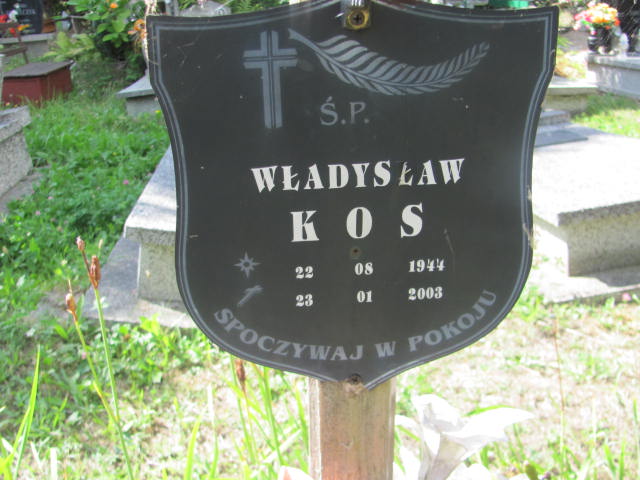 Ś.P.
WŁADYSŁAW
KOS
22 08 1944
23 01 2003
SPOCZYWAJ W POKOJU